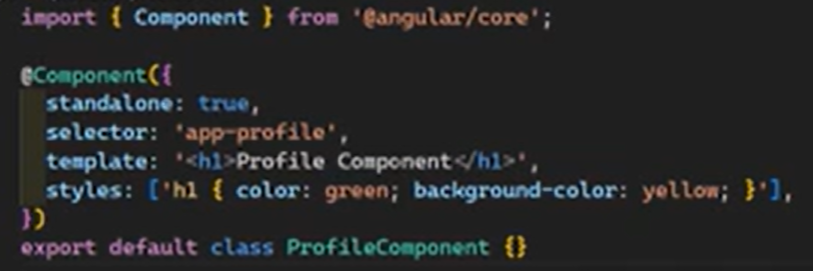 import { Component } from '@angular/core';
@Component({
standalone: true,
selector: 'app-profile',
template: '<h1>Profile Component</h1>',
styles: ['h1 { color: green; background-color: yellow; }'],
})
export default class ProfileComponent {}